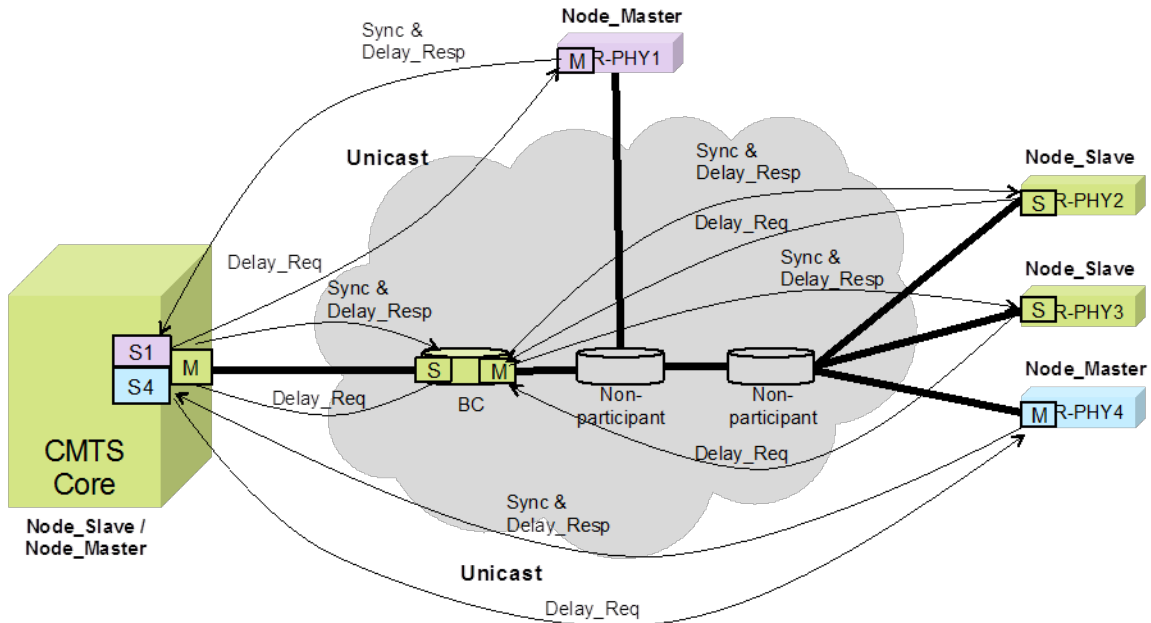 Node_Master
Sync &
Delay_Resp
M
R-PHY1
Unicast
Sync &
Delay_Resp
Node_Slave
S
R-PHY2
Delay_Req
Delay_Req
Sync &
Delay_Resp
Node_Slave
Sync &
Delay_Resp
S
R-PHY3
S1
M
S4
S
M
BC
Non-
participant
Non-
participant
Node_Master
M
R-PHY4
Delay_Req
Delay_Req
CMTS
Core
Sync &
Delay_Resp
Node_Slave /
Node_Master
Unicast
Delay_Req